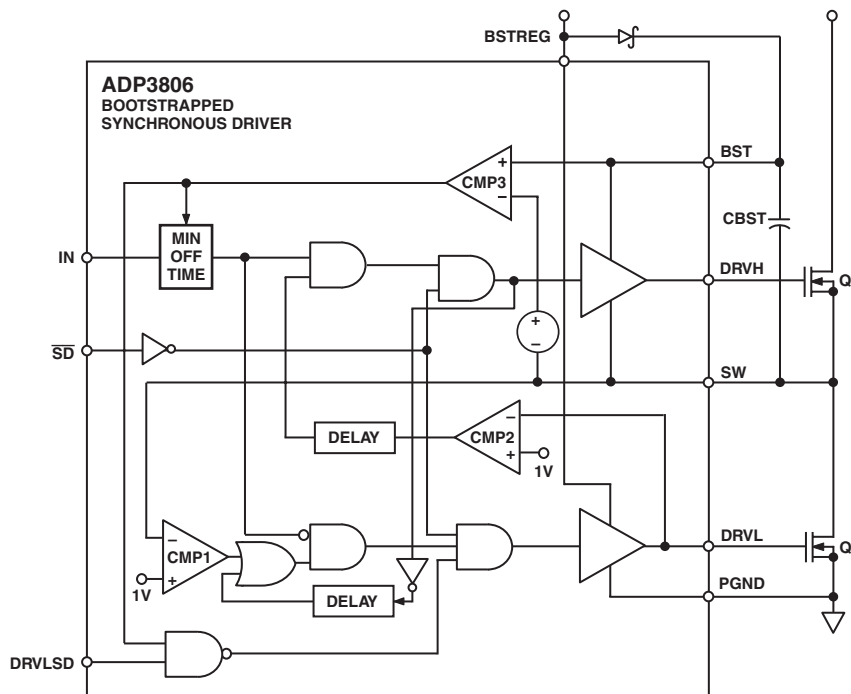 BSTREG
ADP3806
BOOTSTRAPPED
SYNCHRONOUS DRIVER
+
CMP3
−
BST
CBST
IN
MIN
OFF
TIME
DRVH
Q
+
−
SD
SW
DELAY
−
CMP2
+
1V
−
CMP1
+
1V
DRVL
Q
DELAY
PGND
DRVLSD